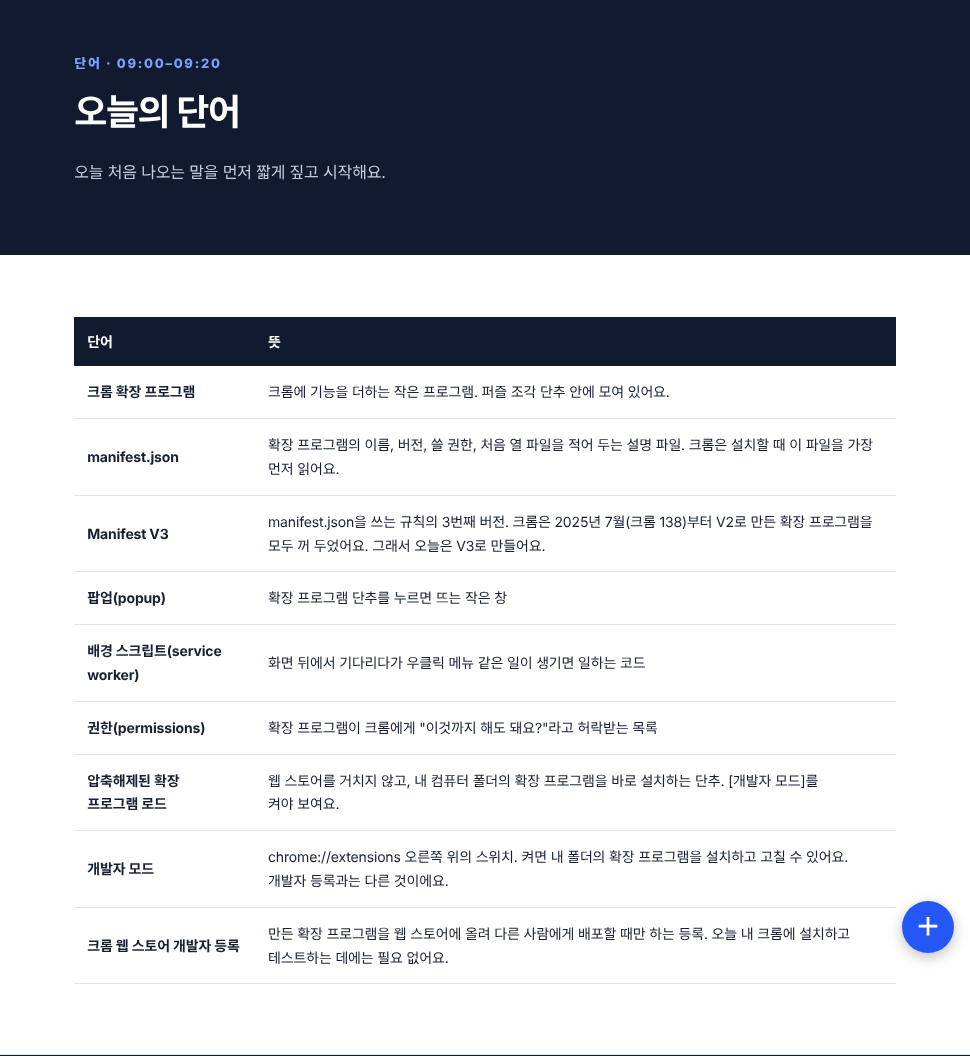 단어 · 09:00–09:20
오늘의 단어
오늘 처음 나오는 말을 먼저 짧게 짚고 시작해요.
단어 뜻
크롬 확장 프로그램 크롬에 기능을 더하는 작은 프로그램. 퍼즐 조각 단추 안에 모여 있어요.
manifest.json 확장 프로그램의 이름, 버전, 쓸 권한, 처음 열 파일을 적어 두는 설명 파일. 크롬은 설치할 때 이 파일을 가장
먼저 읽어요.
Manifest V3 manifest.json을 쓰는 규칙의 3번째 버전. 크롬은 2025년 7월(크롬 138)부터 V2로 만든 확장 프로그램을
모두 꺼 두었어요. 그래서 오늘은 V3로 만들어요.
팝업(popup) 확장 프로그램 단추를 누르면 뜨는 작은 창
배경 스크립트(service
worker)
화면 뒤에서 기다리다가 우클릭 메뉴 같은 일이 생기면 일하는 코드
권한(permissions) 확장 프로그램이 크롬에게 "이것까지 해도 돼요?"라고 허락받는 목록
압축해제된 확장
프로그램 로드
웹 스토어를 거치지 않고, 내 컴퓨터 폴더의 확장 프로그램을 바로 설치하는 단추. [개발자 모드]를
켜야 보여요.
개발자 모드 chrome://extensions 오른쪽 위의 스위치. 켜면 내 폴더의 확장 프로그램을 설치하고 고칠 수 있어요.
개발자 등록과는 다른 것이에요.
크롬 웹 스토어 개발자 등록 만든 확장 프로그램을 웹 스토어에 올려 다른 사람에게 배포할 때만 하는 등록. 오늘 내 크롬에 설치하고
테스트하는 데에는 필요 없어요.
+